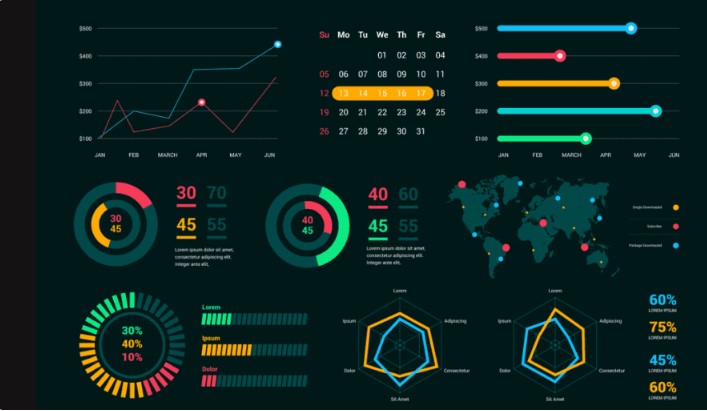 $500
$400
$300
$200
$100
JAN FEB MARCH APR MAY JUN
Su Mo Tu We Th Fr Sa
01 02 03 04
05 06 07 08 09 10 11
12 13 14 15 16 17 18
19 20 21 22 23 24 25
26 27 28 29 30 31
$500
$400
$300
$200
$100
JAN FEB MARCH APR MAY JUN
30
45
30 70
45 55
Lorem ipsum dolor sit amet,
consectetur adipiscing elit.
Integer ante elit.
40
45
40 60
45 55
Lorem ipsum dolor sit amet,
consectetur adipiscing elit.
Integer ante elit.
Subscribe
30%
40%
10%
Lorem
Ipsum
Dolor
Lorem
Ipsum
Adipiscing
Dolor
Consectetur
Sit Amet
Lorem
Ipsum
Adipiscing
Dolor
Consectetur
Sit Amet
60%
LOREM IPSUM
75%
LOREM IPSUM
45%
LOREM IPSUM
60%
LOREM IPSUM